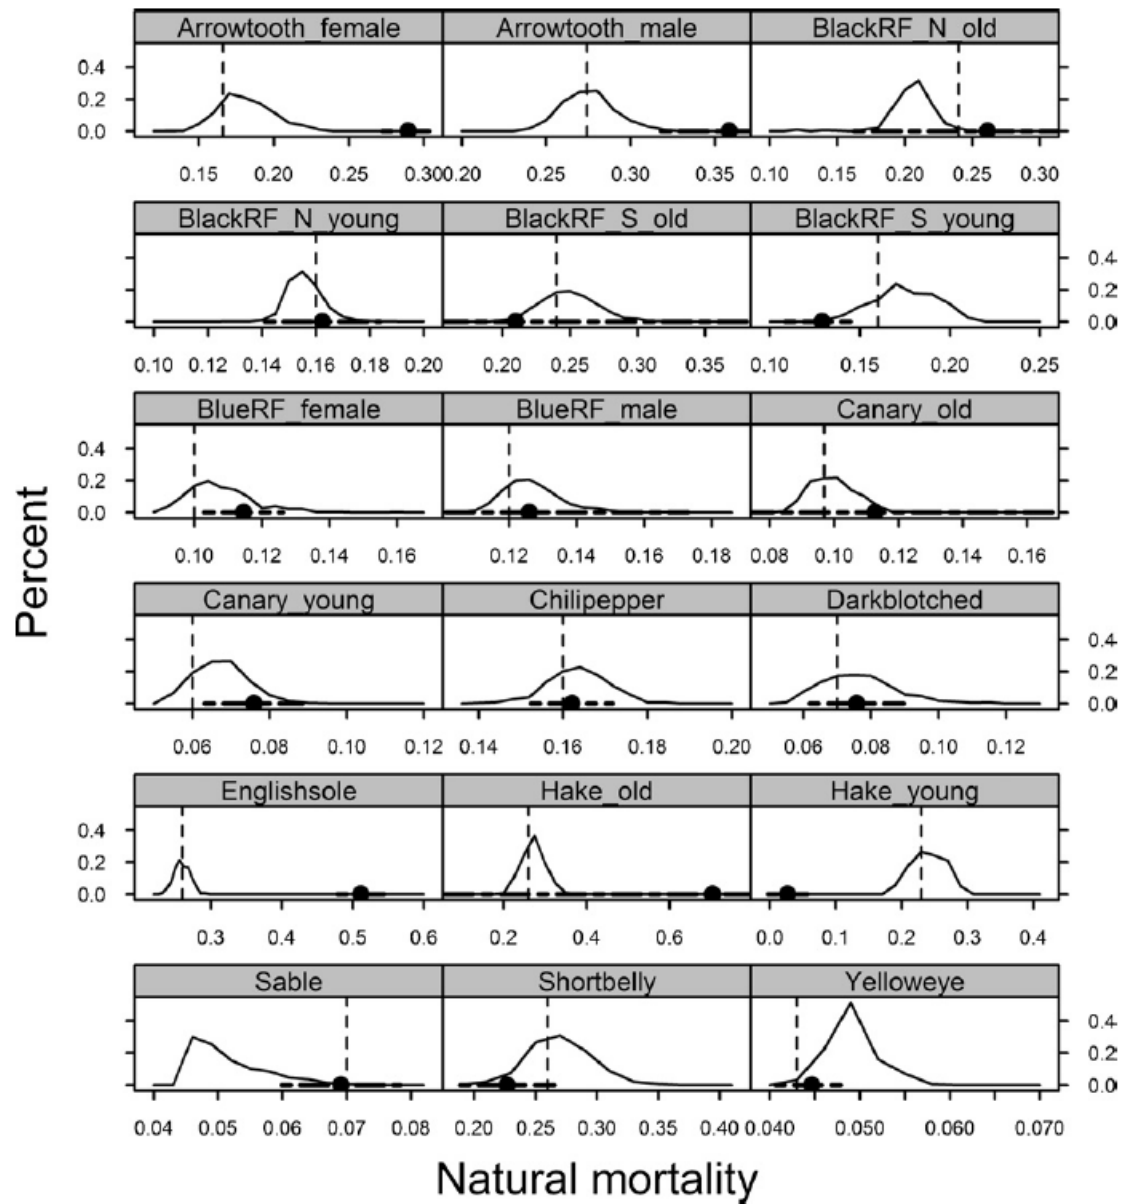 Arrowtooth_female Arrowtooth_male BlackRF_N_old
0.4
0.2
0.0
0.15 0.20 0.25 0.30 0.20 0.25 0.30 0.35 0.10 0.20 0.30
BlackRF_N_young BlackRF_S_old BlackRF_S_young
0.4
0.2
0.0
0.10 0.12 0.14 0.16 0.18 0.20 0.20 0.25 0.30 0.35 0.10 0.15 0.20 0.25
BlueRF_female BlueRF_male Canary_old
0.4
0.2
0.0
0.10 0.12 0.14 0.16 0.12 0.14 0.16 0.18 0.08 0.10 0.12 0.14 0.16
Percent
Canary_young Chilipepper Darkblotched
0.4
0.2
0.0
0.06 0.08 0.10 0.12 0.14 0.16 0.18 0.20 0.06 0.08 0.10 0.12
Englishsole Hake_old Hake_young
0.4
0.2
0.0
0.3 0.4 0.5 0.6 0.2 0.4 0.6 0.0 0.1 0.2 0.3 0.4
Sable Shortbelly Yelloweye
0.4
0.2
0.0
0.04 0.05 0.06 0.07 0.08 0.20 0.25 0.30 0.35 0.40 0.040 0.050 0.060 0.070
Natural mortality